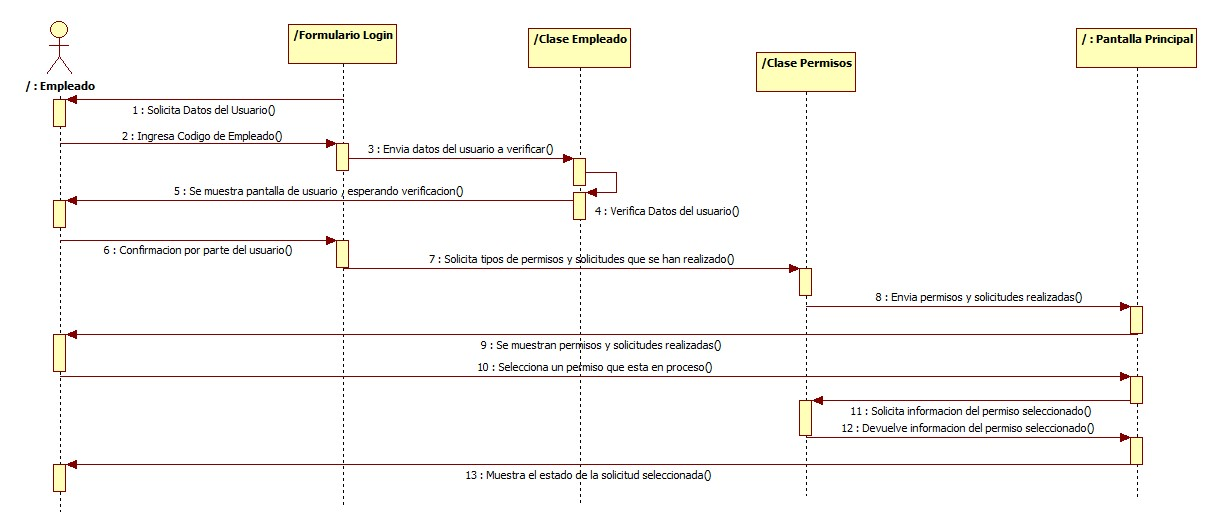 /Formulario Login
/Clase Empleado
/ : Pantalla Principal
/Clase Permisos
/ : Empleado
1 : Solicita Datos del Usuario()
2 : Ingresa Codigo de Empleado()
3 : Envia datos del usuario a verificar()
5 : Se muestra pantalla de usuario , esperando verificacion()
4 : Verifica Datos del usuario()
6 : Confirmacion por parte del usuario()
7 : Solicita tipos de permisos y solicitudes que se han realizado()
8 : Envia permisos y solicitudes realizadas()
9 : Se muestran permisos y solicitudes realizadas()
10 : Selecciona un permiso que esta en proceso()
11 : Solicita informacion del permiso seleccionado()
12 : Devuelve informacion del permiso seleccionado()
13 : Muestra el estado de la solicitud seleccionada()